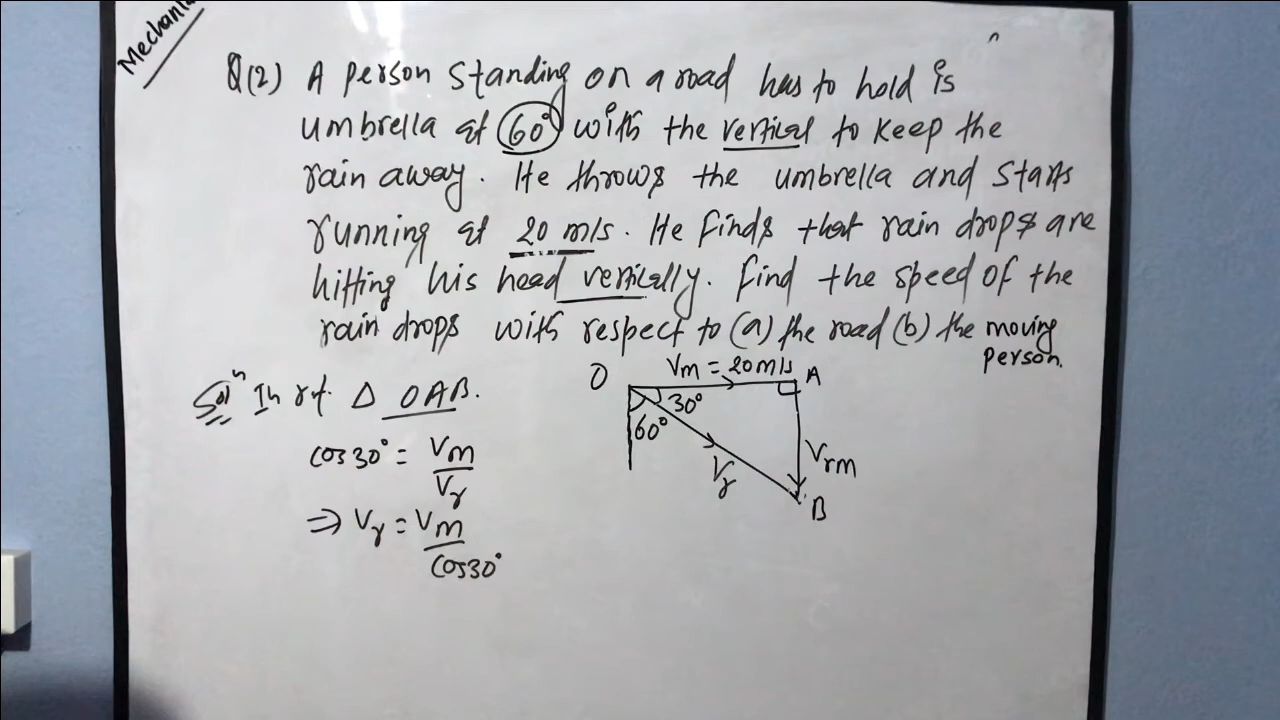 Mechani
Q(2) A person standing on a road has to hold is
umbrella at 60° with the vertical to keep the
rain away. He throws the umbrella and starts
running at 20 m/s. He finds that rain drops are
hitting his head vertically. find the speed of the
rain drops with respect to (a) the road (b) the moving
person.
Solⁿ In rt. Δ OAB.
cos 30° = Vm / Vr
⇒ Vr = Vm / cos30°
O Vm = 20 m/s A
30°
60°
Vr
Vrm
B